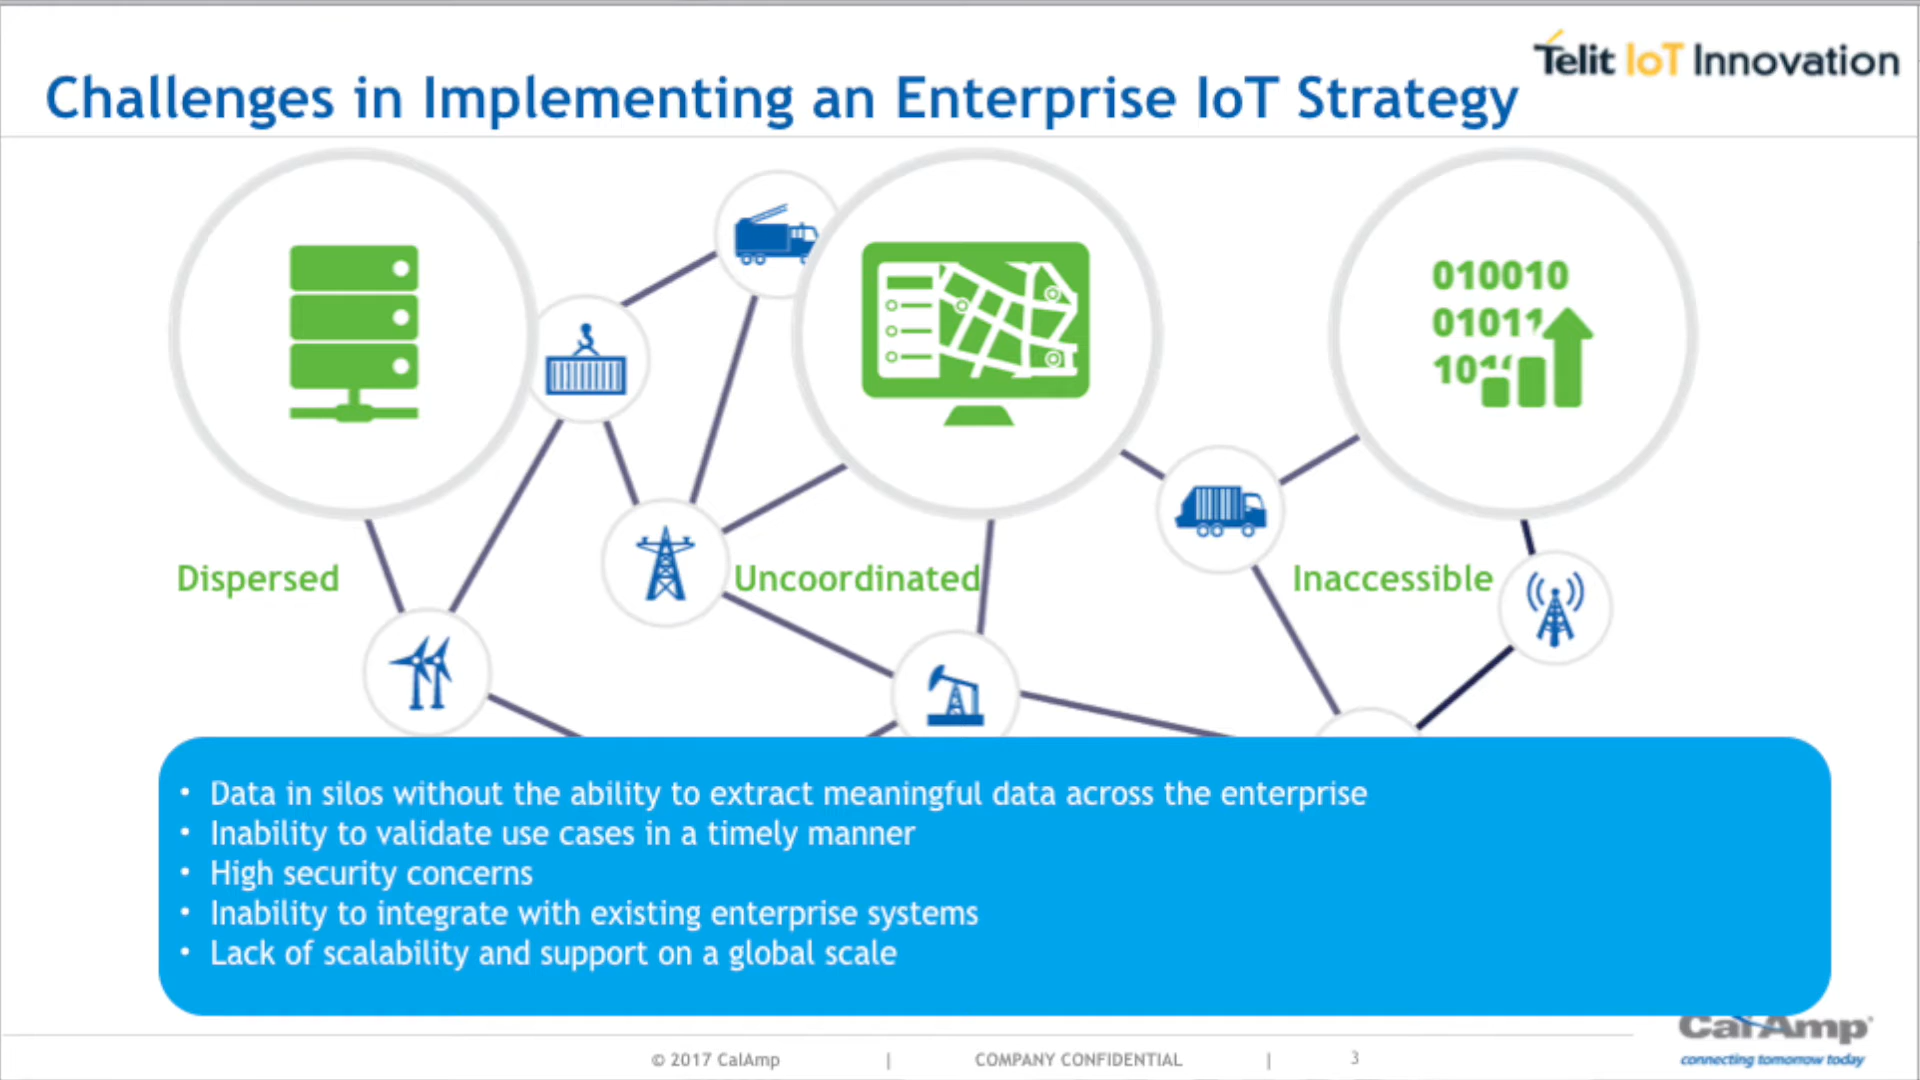 Telit IoT Innovation
Challenges in Implementing an Enterprise IoT Strategy
010010
01011
10
Dispersed
Uncoordinated
Inaccessible
• Data in silos without the ability to extract meaningful data across the enterprise
• Inability to validate use cases in a timely manner
• High security concerns
• Inability to integrate with existing enterprise systems
• Lack of scalability and support on a global scale
CalAmp
connecting tomorrow today
© 2017 CalAmp | COMPANY CONFIDENTIAL | 3